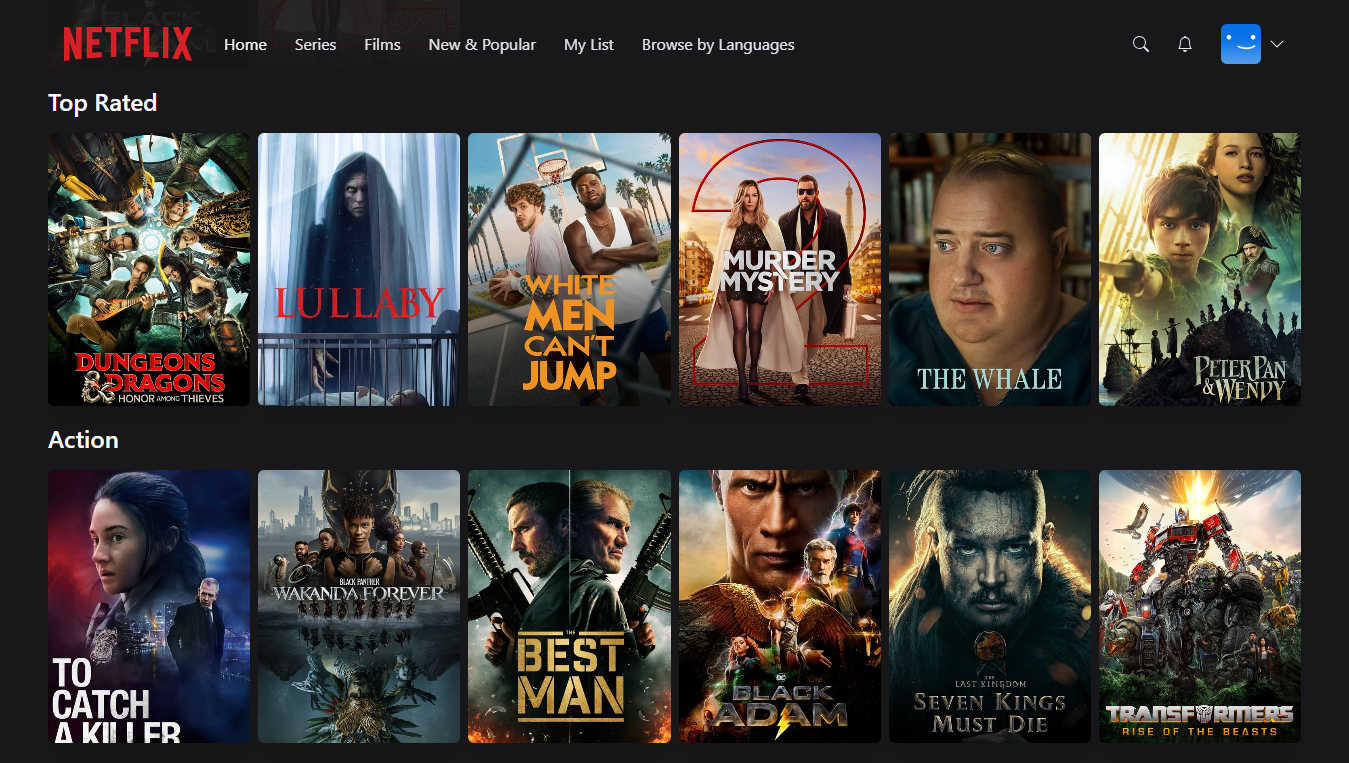 NETFLIX
Home
Series
Films
New & Popular
My List
Browse by Languages
Top Rated
DUNGEONS
& DRAGONS
HONOR AMONG THIEVES
LULLABY
WHITE
MEN
CAN'T
JUMP
2
MURDER
MYSTERY
THE WHALE
PETER PAN
& WENDY
Action
TO
CATCH
A KILLER
BLACK PANTHER
WAKANDA FOREVER
THE
BEST
MAN
DC
BLACK
ADAM
THE
LAST KINGDOM
SEVEN KINGS
MUST DIE
TRANSFORMERS
RISE OF THE BEASTS